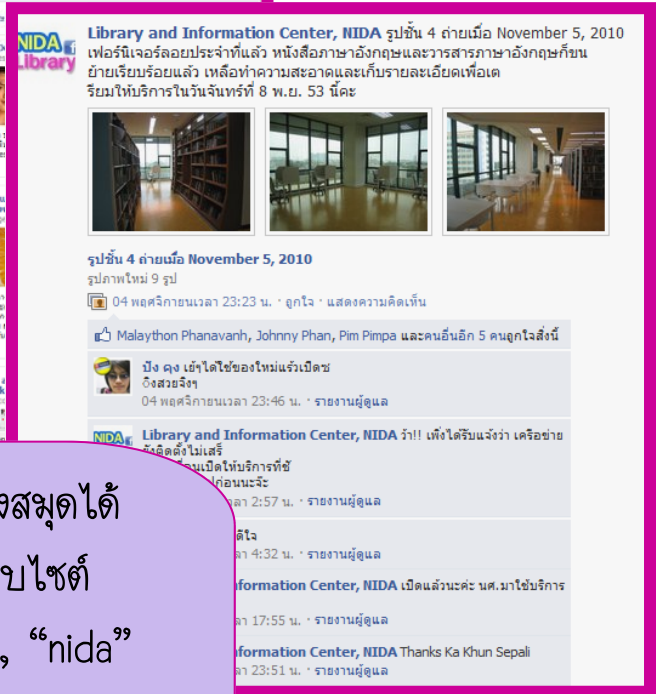 NIDA
Library
Library and Information Center, NIDA รูปชั้น 4 ถ่ายเมื่อ November 5, 2010
เฟอร์นิเจอร์ลอยประจำที่แล้ว หนังสือภาษาอังกฤษและวารสารภาษาอังกฤษก็ขน
ย้ายเรียบร้อยแล้ว เหลือทำความสะอาดและเก็บรายละเอียดเพื่อเต
รียมให้บริการในวันจันทร์ที่ 8 พ.ย. 53 นี้คะ
รูปชั้น 4 ถ่ายเมื่อ November 5, 2010
รูปภาพใหม่ 9 รูป
04 พฤศจิกายนเวลา 23:23 น. · ถูกใจ · แสดงความคิดเห็น
Malaython Phanavanh, Johnny Phan, Pim Pimpa และคนอื่นอีก 5 คนถูกใจสิ่งนี้
ปัง คุง เย้ๆได้ใช้ของใหม่แร้วเปิดซ
ิงสวยจิงๆ
04 พฤศจิกายนเวลา 23:46 น. · รายงานผู้ดูแล
NIDA
Library and Information Center, NIDA ว้า!! เพิ่งได้รับแจ้งว่า เครือข่าย
ยังติดตั้งไม่เสร็
นเปิดให้บริการที่ชั
ก่อนนะจ๊ะ
ลา 2:57 น. · รายงานผู้ดูแล
ดีใจ
ลา 4:32 น. · รายงานผู้ดูแล
formation Center, NIDA เปิดแล้วนะค่ะ นศ.มาใช้บริการ
ลา 17:55 น. · รายงานผู้ดูแล
formation Center, NIDA Thanks Ka Khun Sepali
ลา 23:51 น. · รายงานผู้ดูแล
งสมุดได้
บไซต์
, “nida”